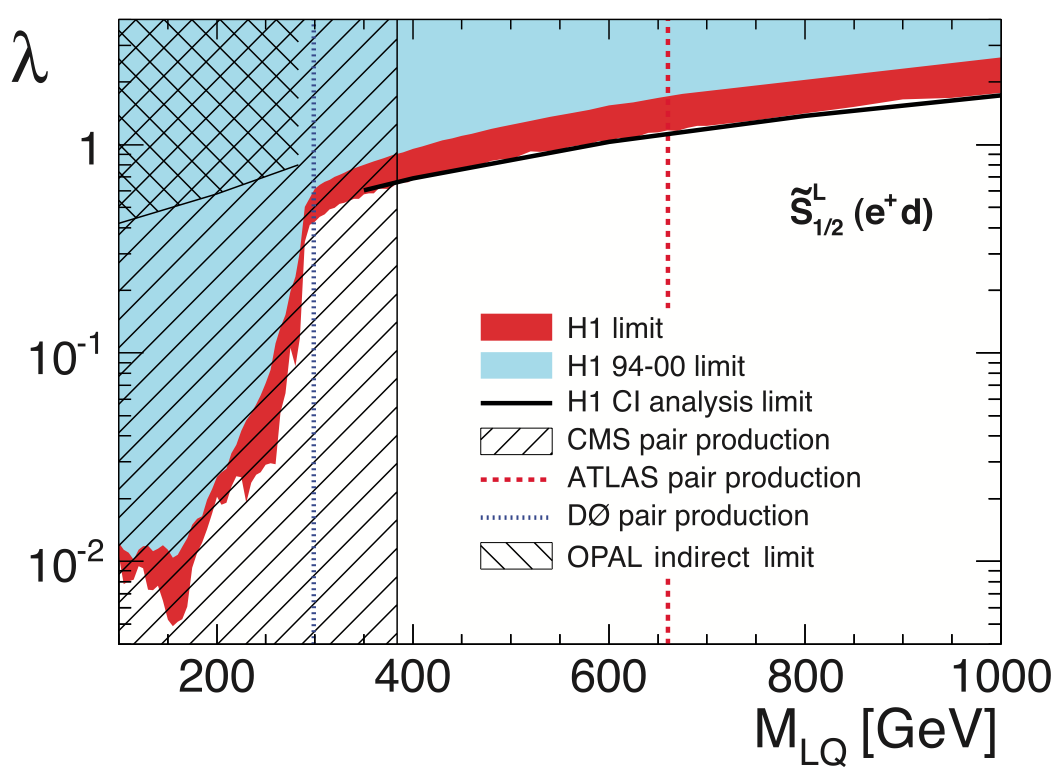 λ
1
10⁻¹
10⁻²
S̃ᴸ₁/₂ (e⁺d)
H1 limit
H1 94-00 limit
H1 CI analysis limit
CMS pair production
ATLAS pair production
DØ pair production
OPAL indirect limit
200 400 600 800 1000
M_LQ [GeV]